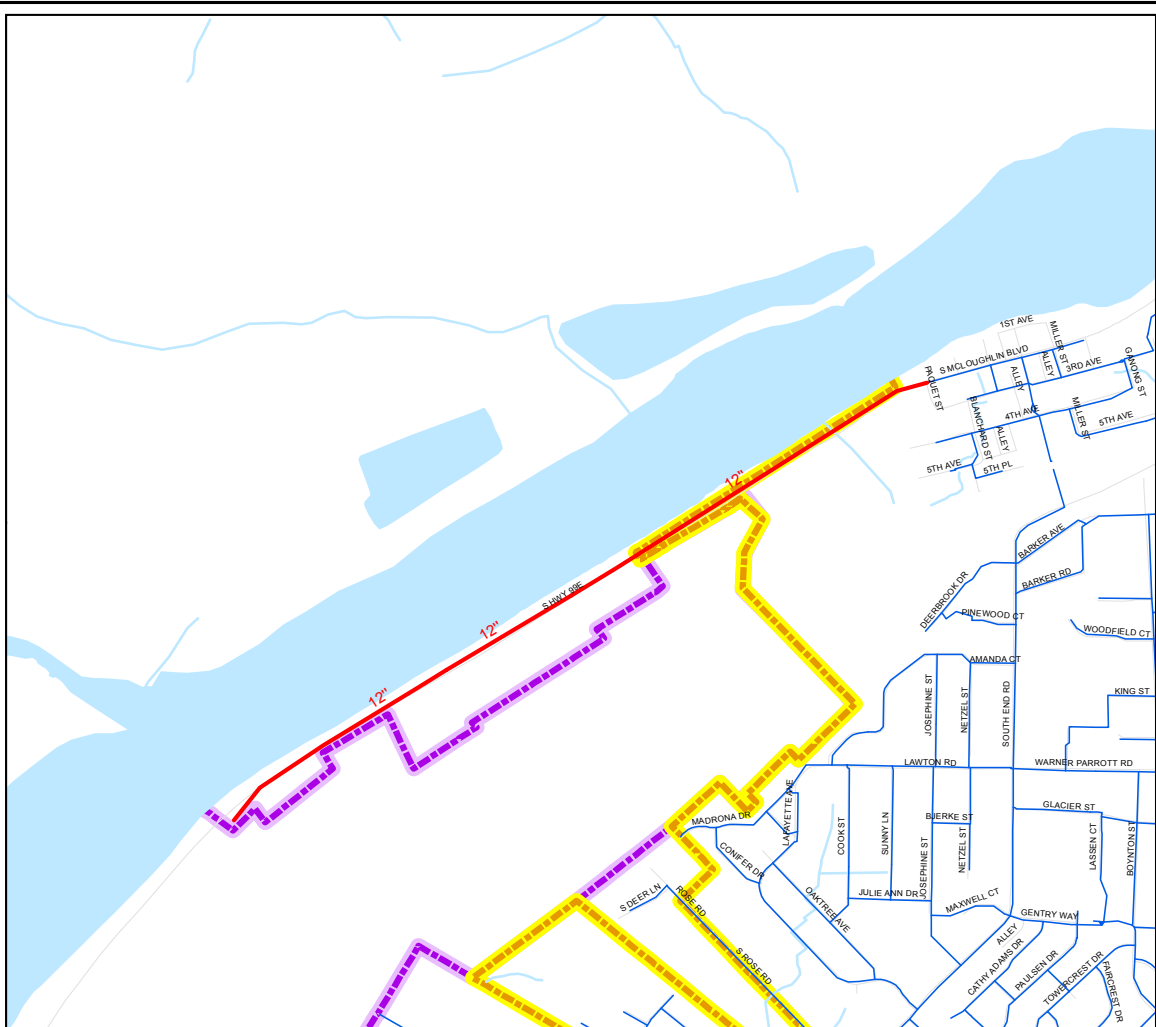 1ST AVE
MILLER ST
S MCLOUGHLIN BLVD
ALLEY
ALLEY
3RD AVE
GANONG ST
PAQUET ST
BLANCHARD ST
4TH AVE
MILLER ST
5TH AVE
ALLEY
5TH AVE
5TH PL
12"
BARKER AVE
BARKER RD
DEERBROOK DR
PINEWOOD CT
WOODFIELD CT
S HWY 99E
12"
AMANDA CT
JOSEPHINE ST
NETZEL ST
SOUTH END RD
KING ST
12"
LAWTON RD
WARNER PARROTT RD
LAFAYETTE AVE
GLACIER ST
MADRONA DR
COOK ST
SUNNY LN
BJERKE ST
JOSEPHINE ST
NETZEL ST
LASSEN CT
BOYNTON ST
CONIFER DR
S DEER LN
ROSE RD
OAKTREE AVE
JULIE ANN DR
MAXWELL CT
GENTRY WAY
ALLEY
S ROSE RD
CATHY ADAMS DR
PAULSEN DR
TOWERCREST DR
FAIRCREST DR